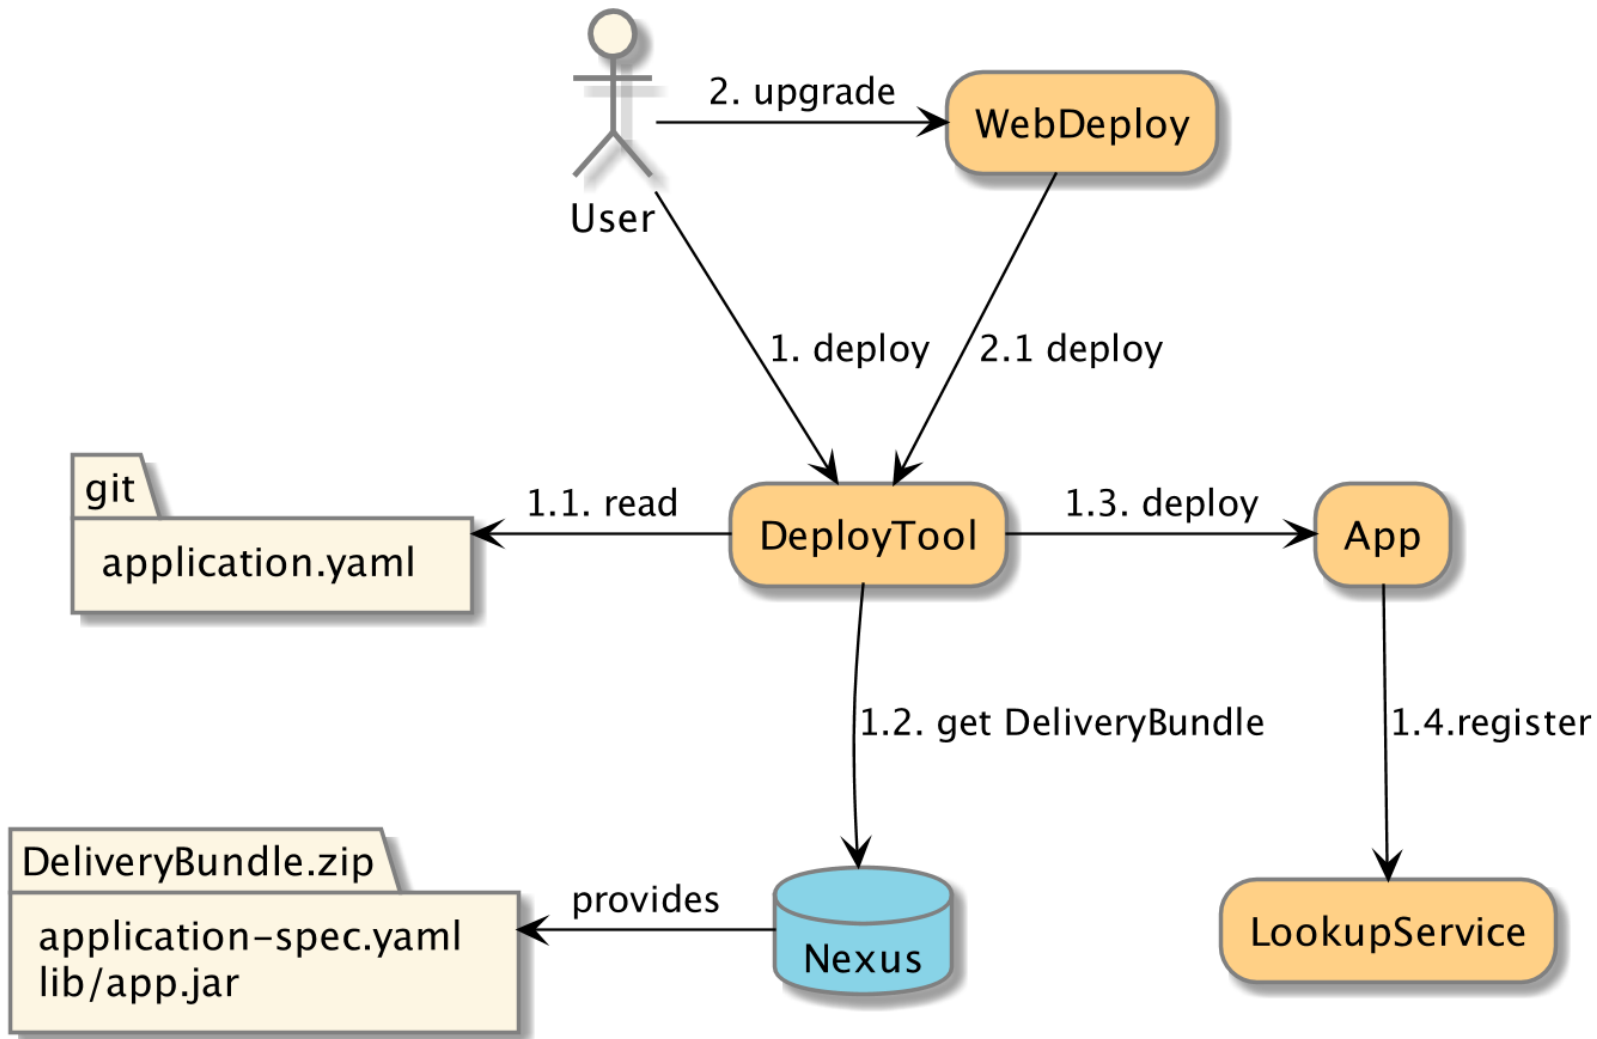 2. upgrade
WebDeploy
User
1. deploy
2.1 deploy
git
application.yaml
1.1. read
DeployTool
1.3. deploy
App
1.2. get DeliveryBundle
1.4.register
DeliveryBundle.zip
application-spec.yaml
lib/app.jar
provides
Nexus
LookupService